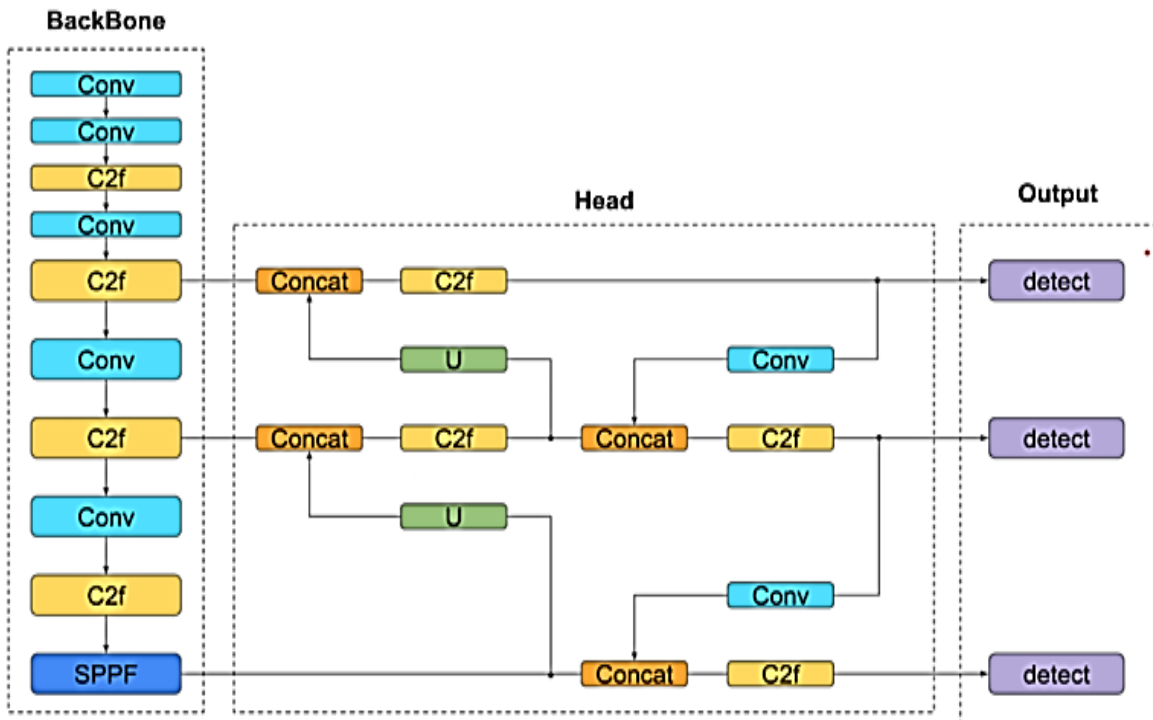 BackBone
Conv
Conv
C2f
Conv
C2f
Conv
C2f
Conv
C2f
SPPF
Head
Concat
C2f
U
Conv
Concat
C2f
Concat
C2f
U
Conv
Concat
C2f
Output
detect
detect
detect